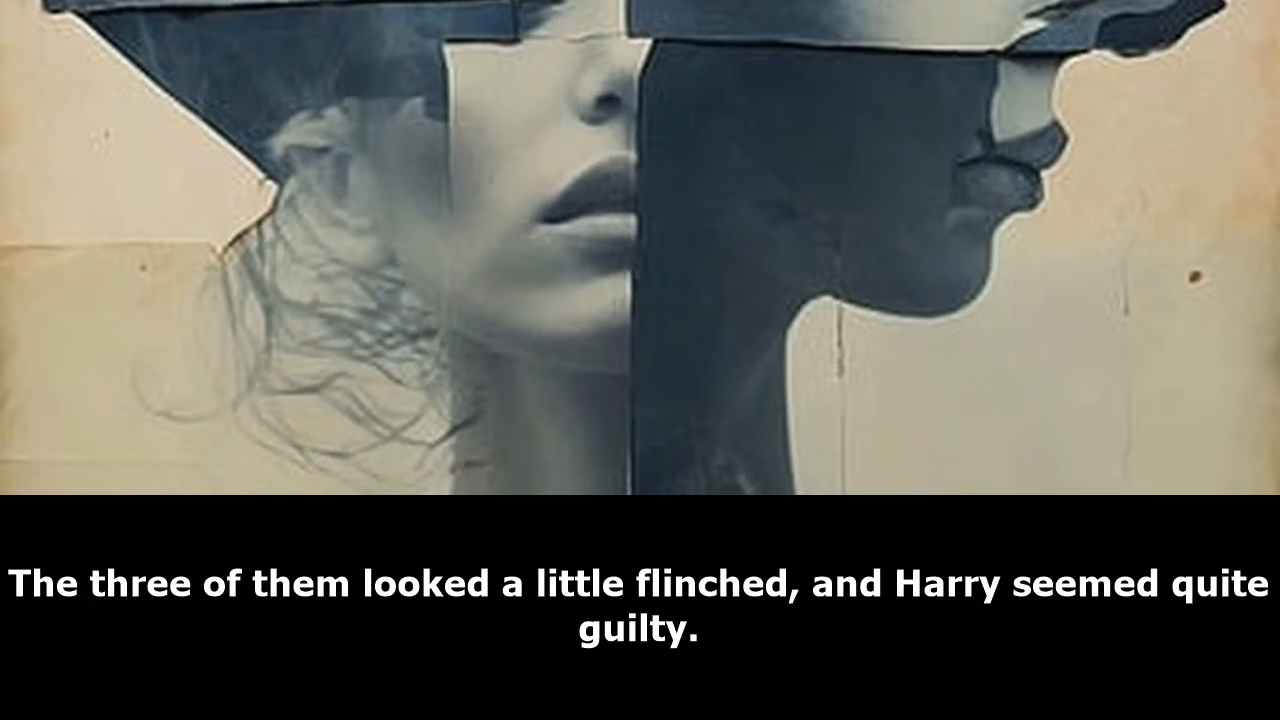 The three of them looked a little flinched, and Harry seemed quite
guilty.